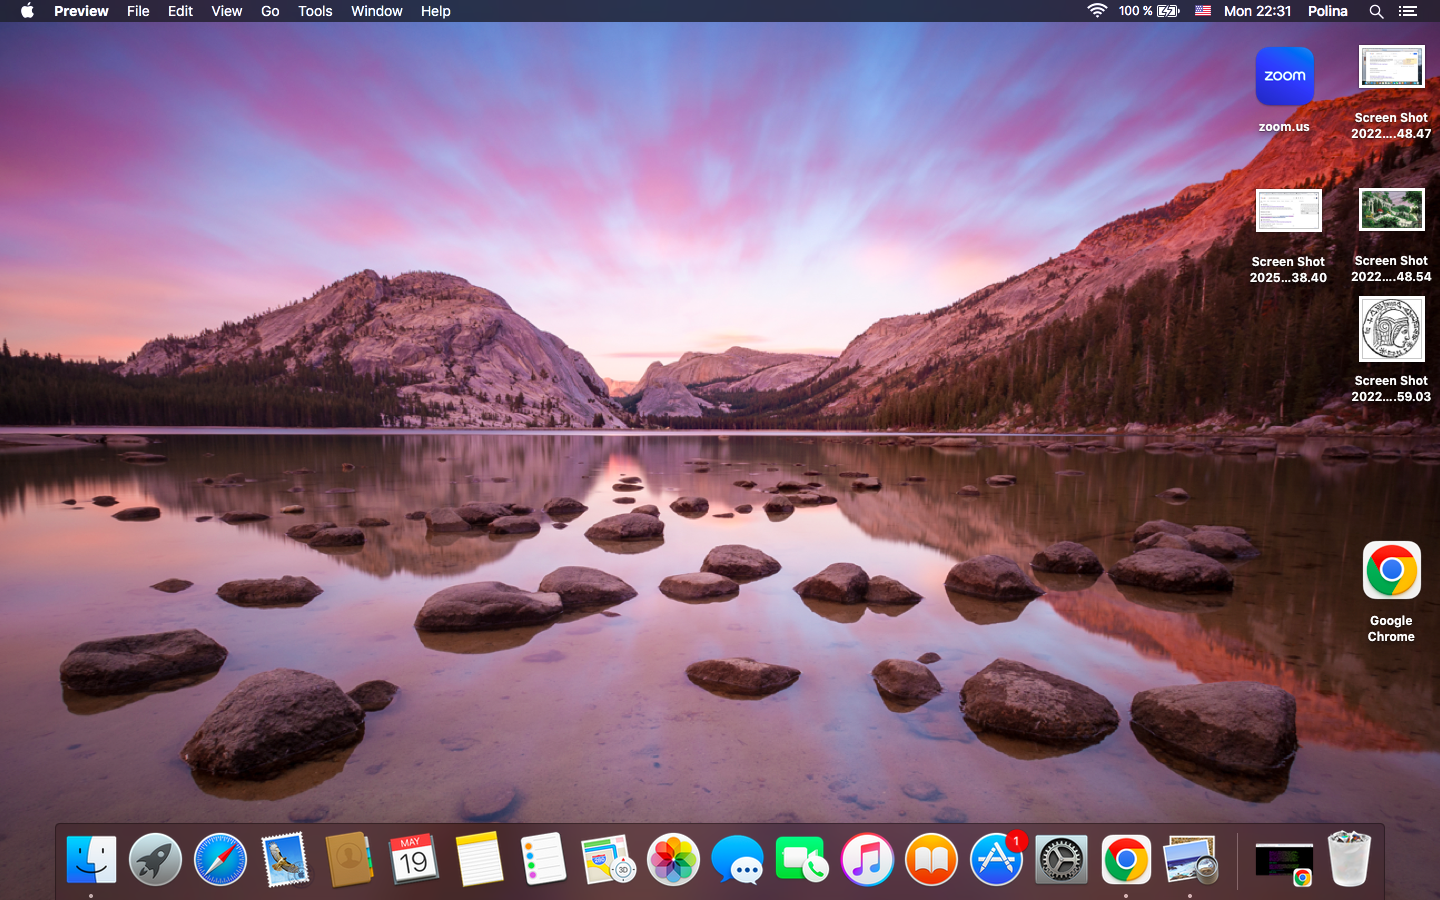 Preview File Edit View Go Tools Window Help 100 % Mon 22:31 Polina
zoom
zoom.us
Screen Shot
2022....48.47
Screen Shot
2025...38.40
Screen Shot
2022....48.54
Screen Shot
2022....59.03
Google
Chrome
MAY
19
280
3D
1